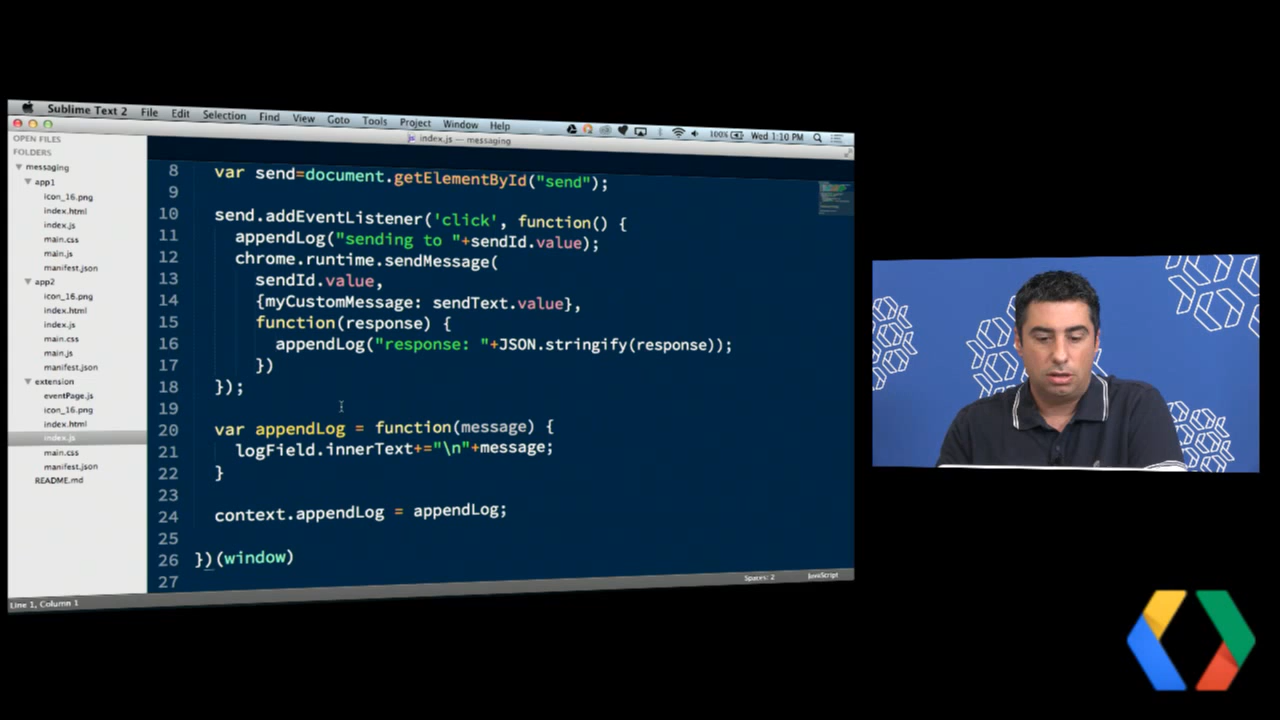 Sublime Text 2 File Edit Selection Find View Goto Tools Project Window Help 100% Wed 1:10 PM
index.js — messaging
OPEN FILES
FOLDERS
messaging
app1
icon_16.png
index.html
index.js
main.css
main.js
manifest.json
app2
icon_16.png
index.html
index.js
main.css
main.js
manifest.json
extension
eventPage.js
icon_16.png
index.html
index.js
main.css
manifest.json
README.md
8 var send=document.getElementById("send");
9
10 send.addEventListener('click', function() {
11 appendLog("sending to "+sendId.value);
12 chrome.runtime.sendMessage(
13 sendId.value,
14 {myCustomMessage: sendText.value},
15 function(response) {
16 appendLog("response: "+JSON.stringify(response));
17 })
18 });
19
20 var appendLog = function(message) {
21 logField.innerText+="\n"+message;
22 }
23
24 context.appendLog = appendLog;
25
26 })(window)
27
Line 1, Column 1 Spaces: 2 JavaScript